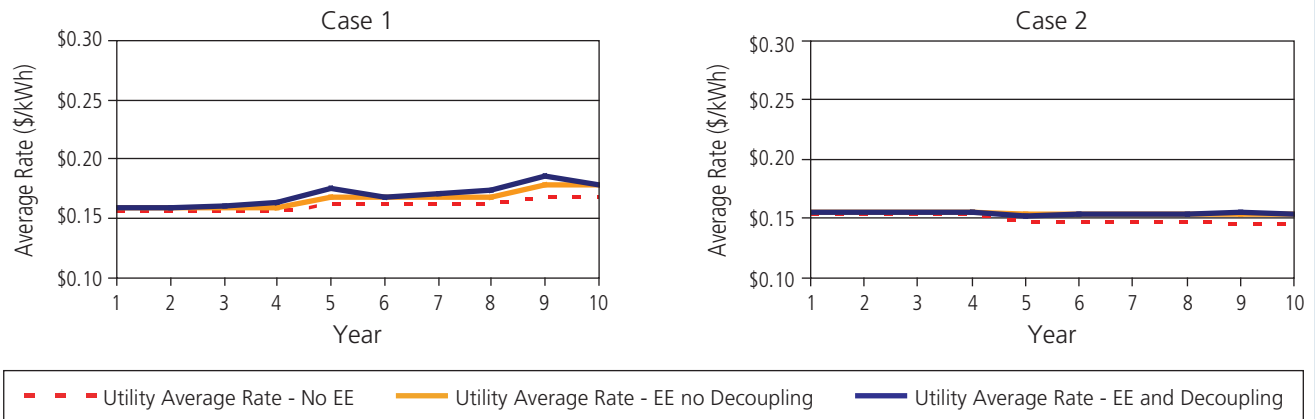 Case 1
Average Rate ($/kWh)
$0.30
$0.25
$0.20
$0.15
$0.10
1 2 3 4 5 6 7 8 9 10
Year
Case 2
Average Rate ($/kWh)
$0.30
$0.25
$0.20
$0.15
$0.10
1 2 3 4 5 6 7 8 9 10
Year
Utility Average Rate - No EE
Utility Average Rate - EE no Decoupling
Utility Average Rate - EE and Decoupling